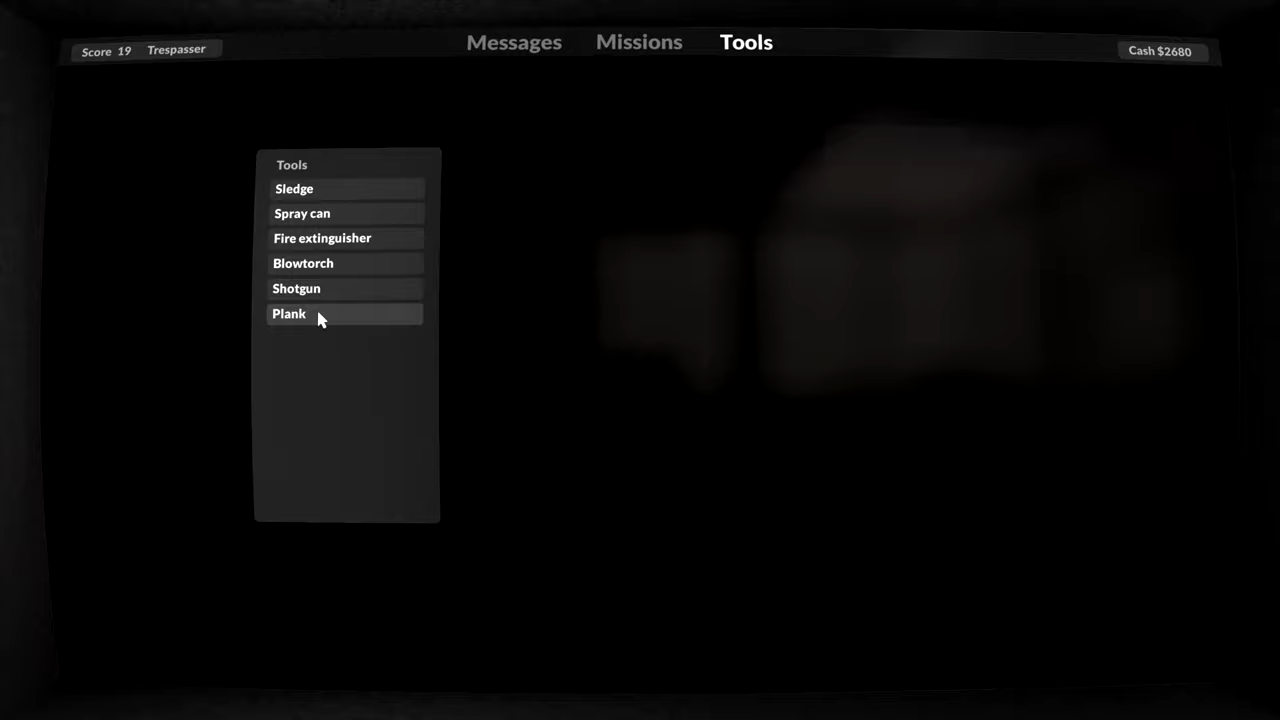 Score 19 Trespasser
Messages Missions Tools
Cash $2680
Tools
Sledge
Spray can
Fire extinguisher
Blowtorch
Shotgun
Plank